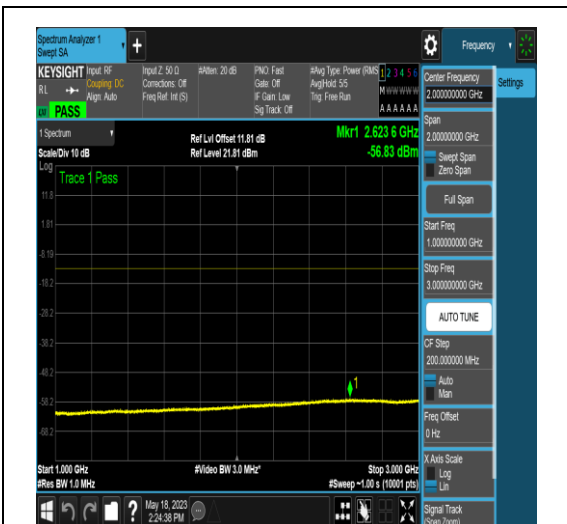 Spectrum Analyzer 1
Swept SA
Frequency
KEYSIGHT
RL
Input: RF
Coupling: DC
Align: Auto
Input Z: 50 Ω
Corrections: Off
Freq Ref: Int (S)
#Atten: 20 dB
PNO: Fast
Gate: Off
IF Gain: Low
Sig Track: Off
#Avg Type: Power (RMS
Avg|Hold: 5/5
Trig: Free Run
1 2 3 4 5 6
M W W W W W
A A A A A A
PASS
1 Spectrum
Scale/Div 10 dB
Ref Lvl Offset 11.81 dB
Ref Level 21.81 dBm
Mkr1 2.623 6 GHz
-56.83 dBm
Log
Trace 1 Pass
11.8
1.81
-8.19
-18.2
-28.2
-38.2
-48.2
-58.2
-68.2
1
Start 1.000 GHz
#Res BW 1.0 MHz
#Video BW 3.0 MHz*
Stop 3.000 GHz
#Sweep ~1.00 s (10001 pts)
May 18, 2023
2:24:38 PM
Center Frequency
2.000000000 GHz
Settings
Span
2.00000000 GHz
Swept Span
Zero Span
Full Span
Start Freq
1.000000000 GHz
Stop Freq
3.000000000 GHz
AUTO TUNE
CF Step
200.000000 MHz
Auto
Man
Freq Offset
0 Hz
X Axis Scale
Log
Lin
Signal Track
(Span Zoom)